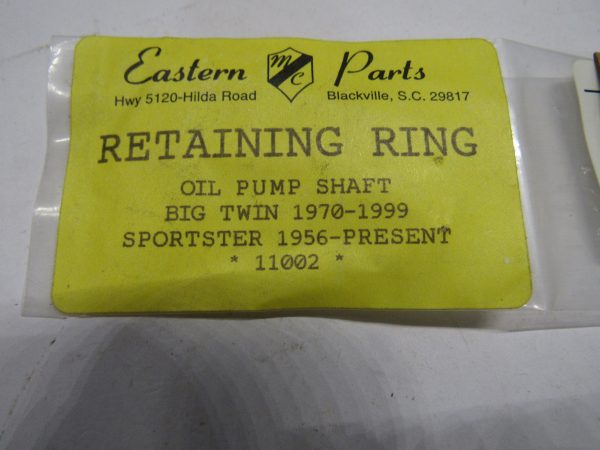 Eastern MC Parts
Hwy 5120-Hilda Road Blackville, S.C. 29817
RETAINING RING
OIL PUMP SHAFT
BIG TWIN 1970-1999
SPORTSTER 1956-PRESENT
* 11002 *